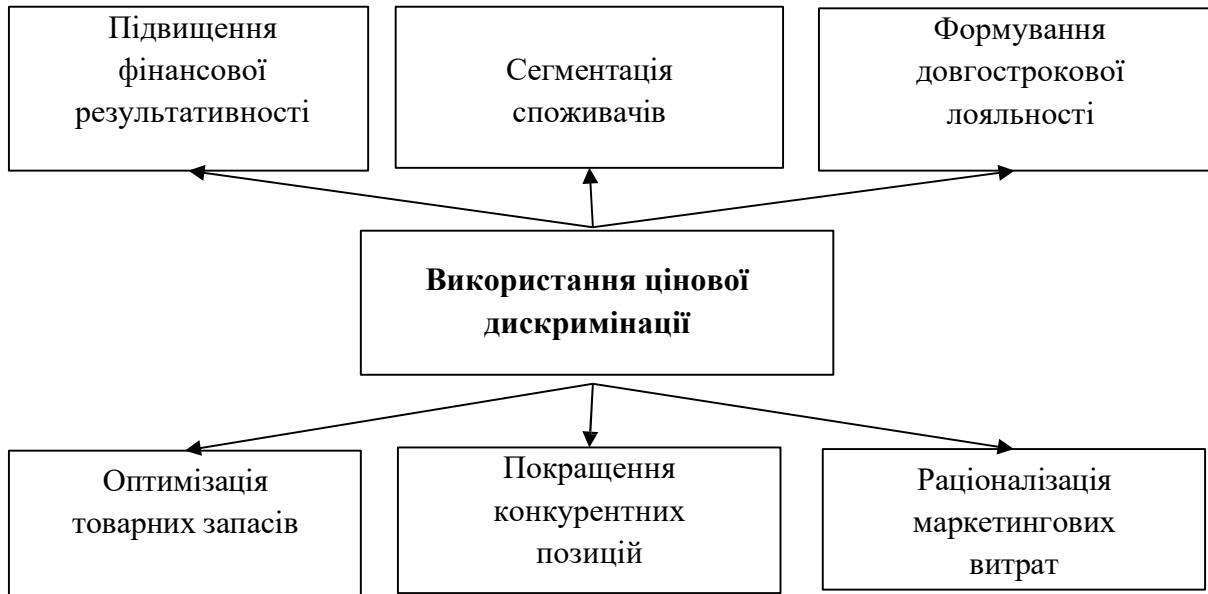 Підвищення
фінансової
результативності
Сегментація
споживачів
Формування
довгострокової
лояльності
Використання цінової
дискримінації
Оптимізація
товарних запасів
Покращення
конкурентних
позицій
Раціоналізація
маркетингових
витрат